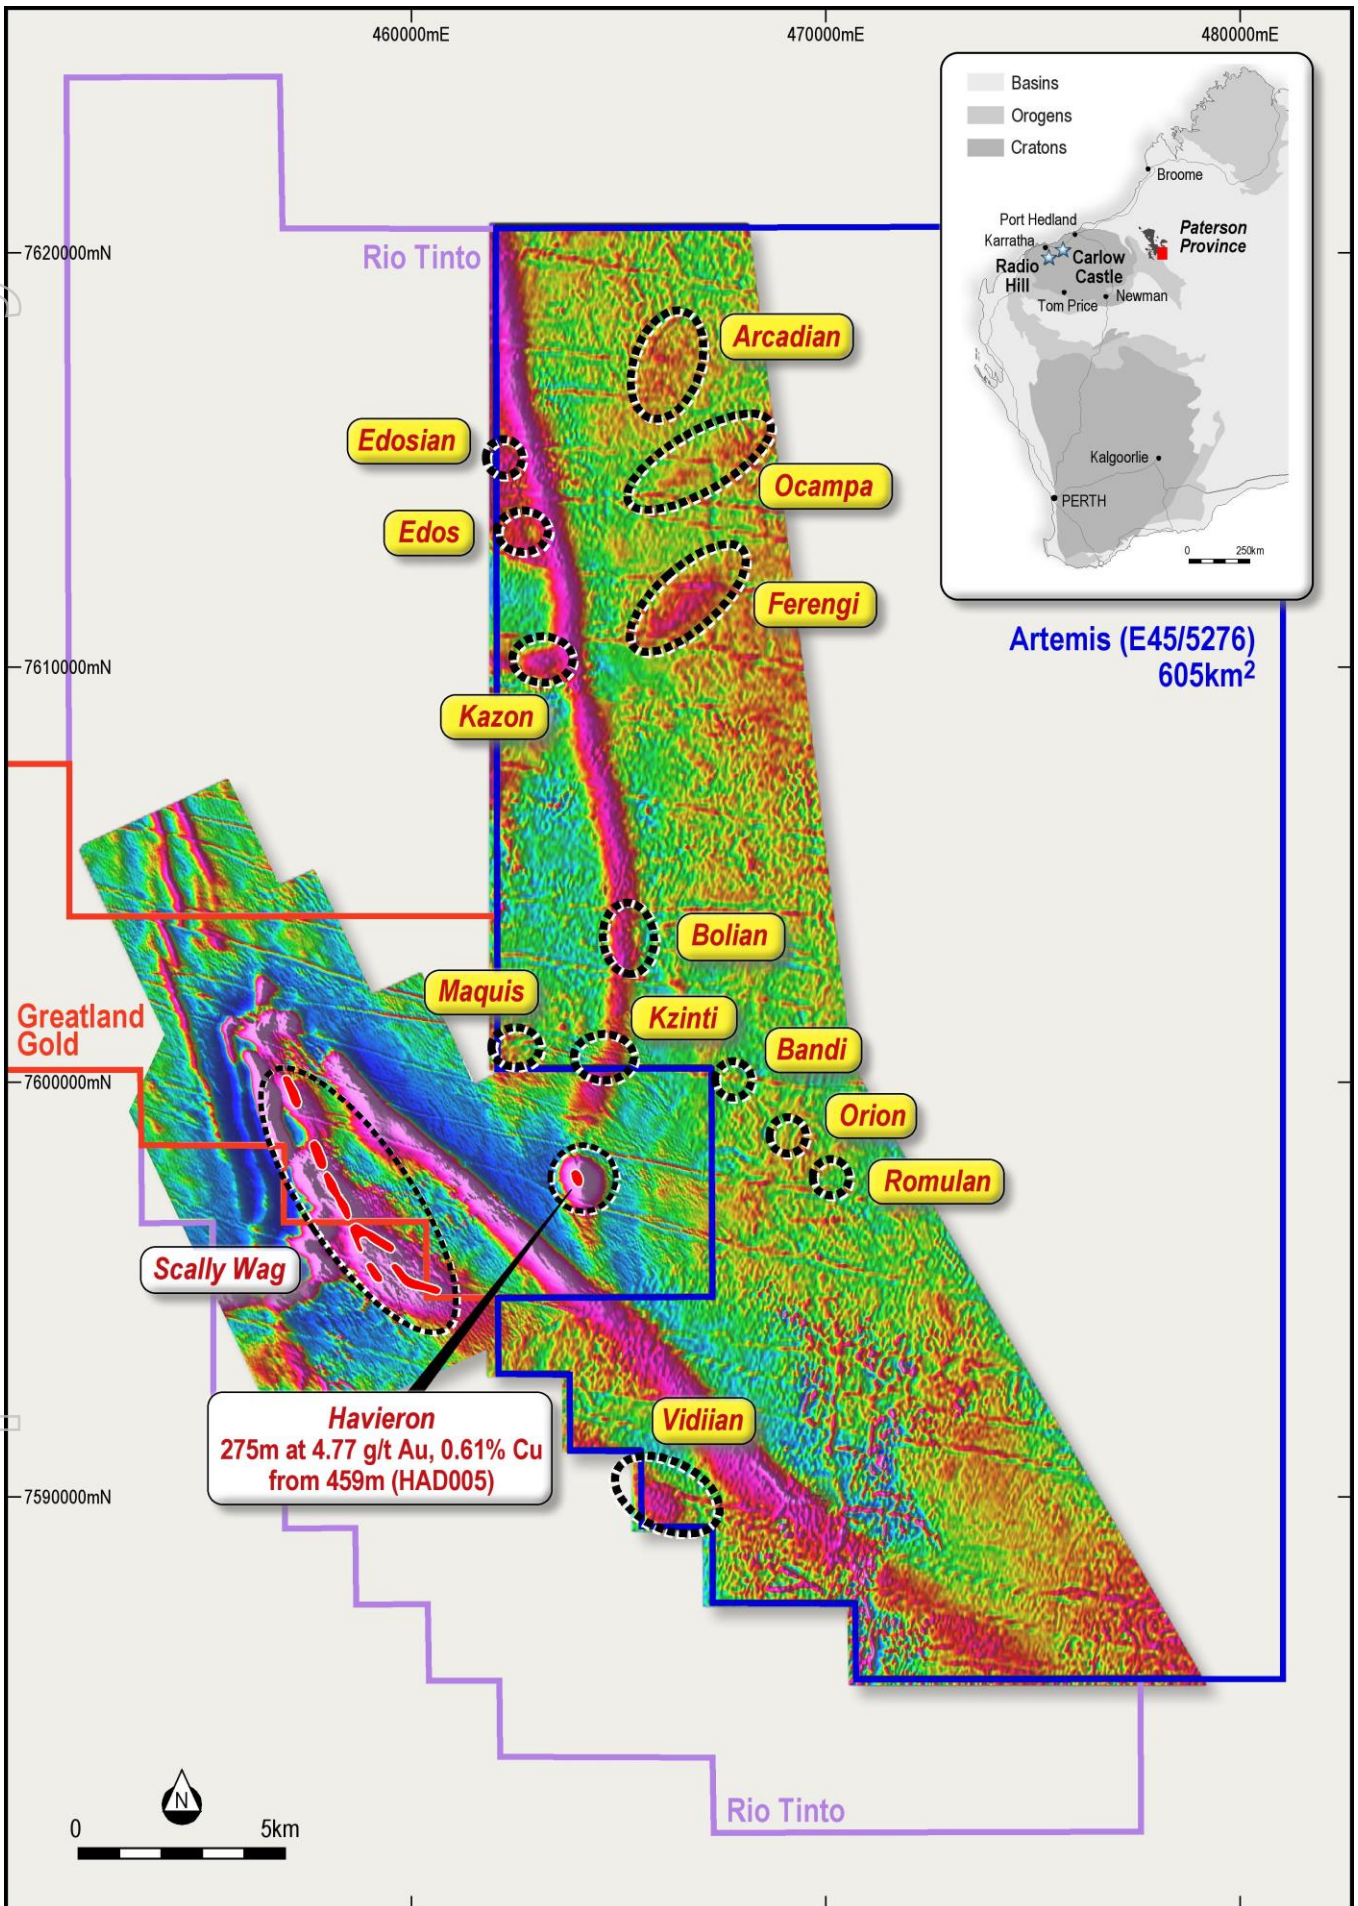 460000mE
470000mE
480000mE
Basins
Orogens
Cratons
Broome
Port Hedland
Karratha
Paterson
Province
Radio
Hill
Carlow
Castle
Tom Price
Newman
Kalgoorlie
PERTH
0
250km
7620000mN
Rio Tinto
Arcadian
Edosian
Ocampa
Edos
Ferengi
Artemis (E45/5276)
605km²
7610000mN
Kazon
Bolian
Maquis
Kzinti
Greatland
Gold
Bandi
7600000mN
Orion
Romulan
Scally Wag
Havieron
275m at 4.77 g/t Au, 0.61% Cu
from 459m (HAD005)
Vidiian
7590000mN
N
0
5km
Rio Tinto